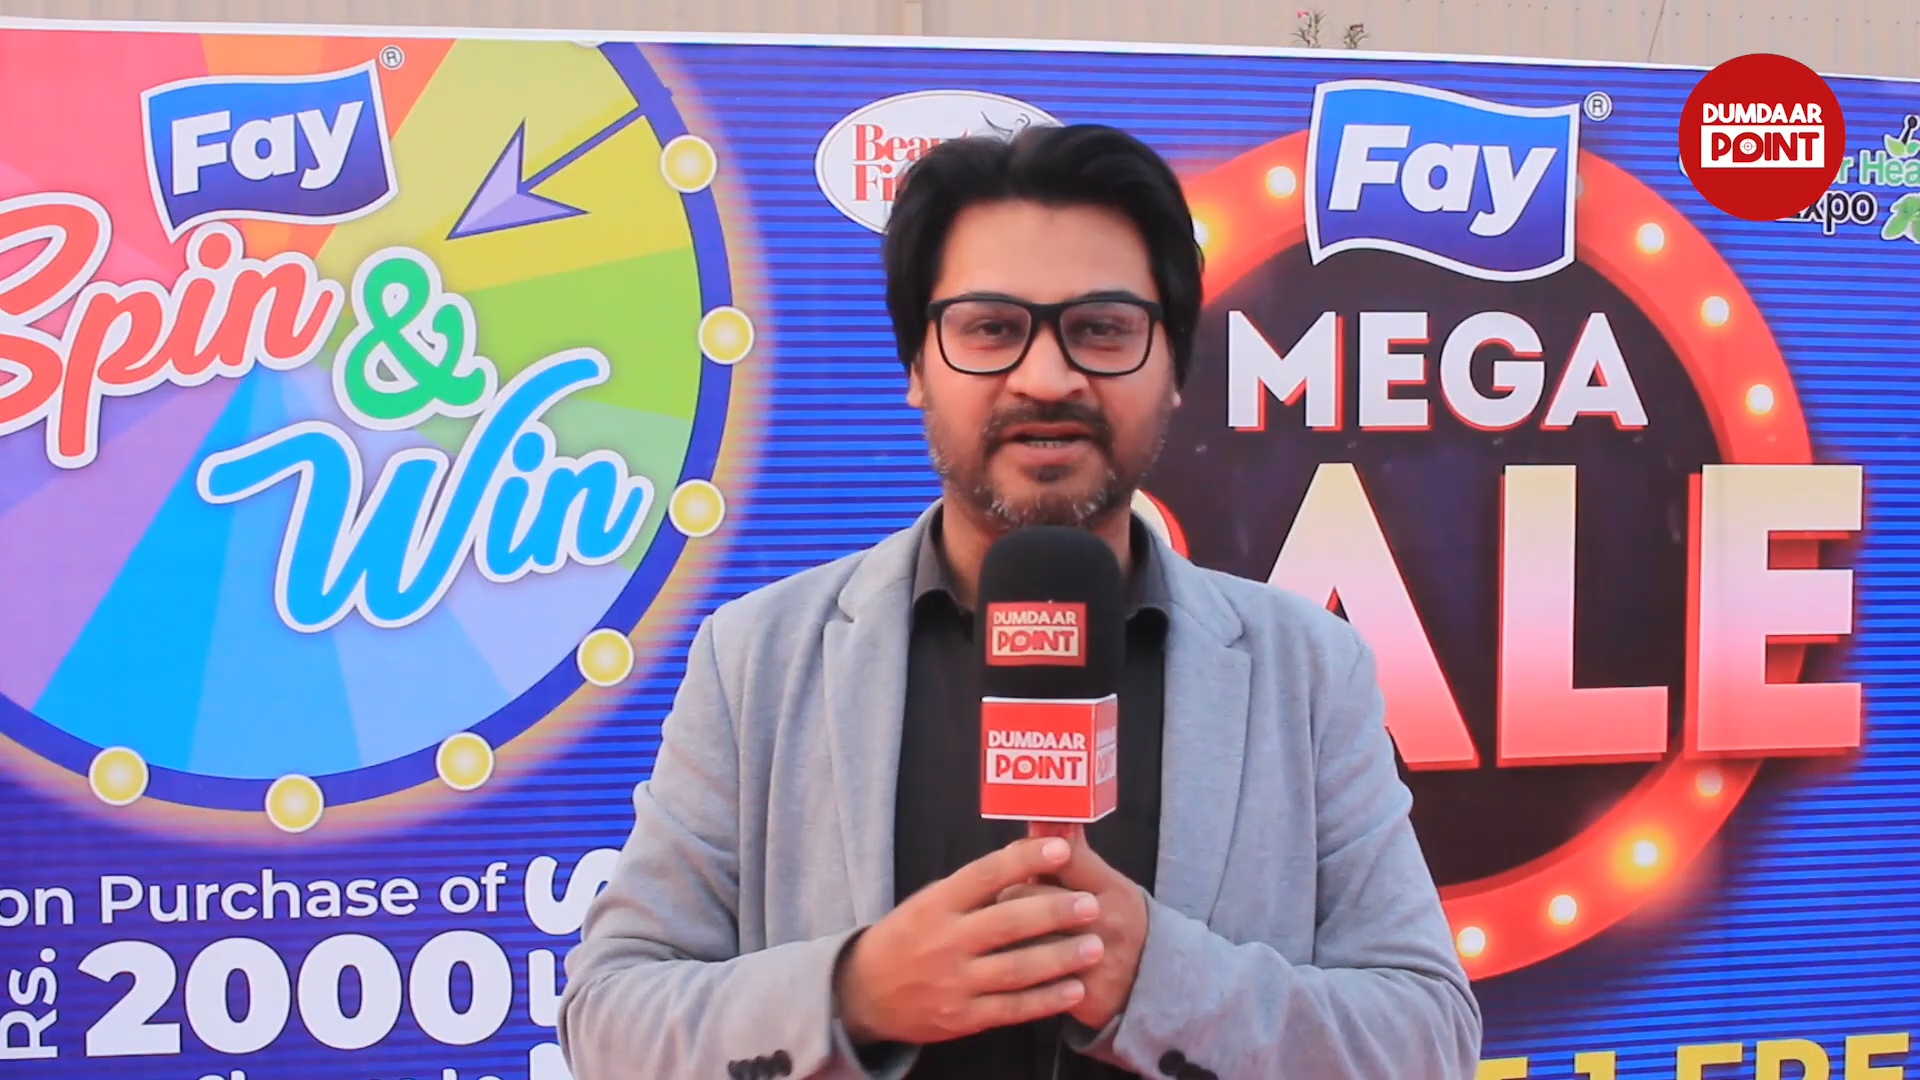 Fay®
Spin
&
Win
on Purchase of
Rs. 2000
Fay®
MEGA
ALE
DUMDAAR
POINT
Expo
DUMDAAR
POINT
DUMDAAR
POINT